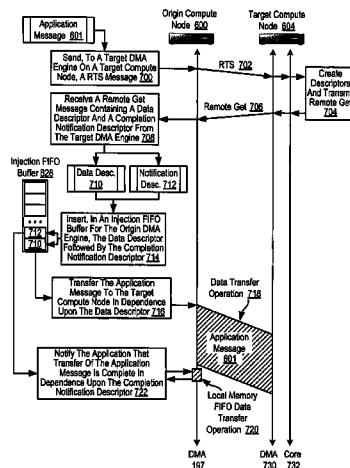 Application
Message 601
Origin Compute
Node 600
Target Compute
Node 604
Send, To A Target DMA
Engine On A Target Compute
Node, A RTS Message 700
RTS 702
Create
Descriptors
And Transmit
Remote Get
704
Remote Get 706
Receive A Remote Get
Message Containing A Data
Descriptor And A Completion
Notification Descriptor From
The Target DMA Engine 708
Injection FIFO
Buffer 628
Data Desc.
710
Notification
Desc. 712
712
710
Insert, In An Injection FIFO
Buffer For The Origin DMA
Engine, The Data Descriptor
Followed By The Completion
Notification Descriptor 714
Transfer The Application
Message To The Target
Compute Node In Dependence
Upon The Data Descriptor 716
Data Transfer
Operation 718
Application
Message
601
Notify The Application That
Transfer Of The Application
Message Is Complete In
Dependence Upon The Completion
Notification Descriptor 722
Local Memory
FIFO Data
Transfer
Operation 720
DMA
197
DMA
730
Core
732